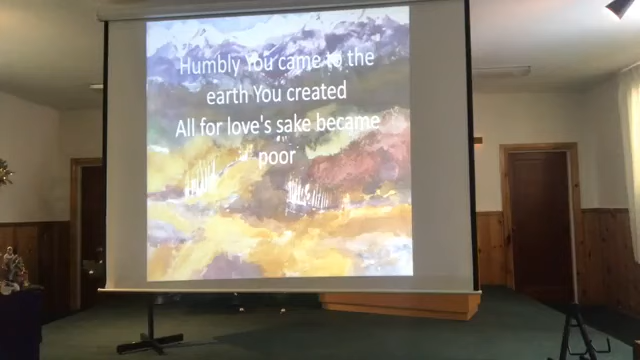 Humbly You came to the
earth You created
All for love's sake became
poor